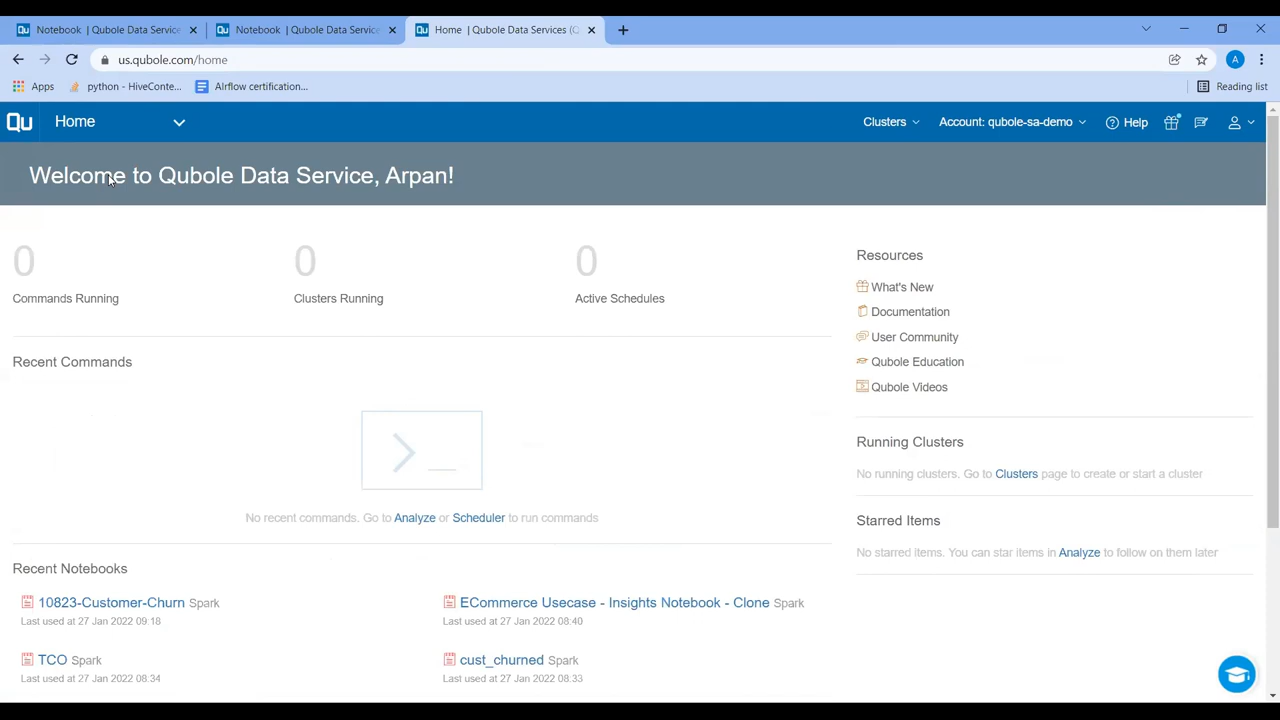 Notebook | Qubole Data Service
Notebook | Qubole Data Service
Home | Qubole Data Services (Q
us.qubole.com/home
A
Apps
python - HiveConte...
Airflow certification...
Reading list
Qu
Home
Clusters
Account: qubole-sa-demo
Help
Welcome to Qubole Data Service, Arpan!
0
Commands Running
0
Clusters Running
0
Active Schedules
Recent Commands
No recent commands. Go to Analyze or Scheduler to run commands
Recent Notebooks
10823-Customer-Churn Spark
Last used at 27 Jan 2022 09:18
ECommerce Usecase - Insights Notebook - Clone Spark
Last used at 27 Jan 2022 08:40
TCO Spark
Last used at 27 Jan 2022 08:34
cust_churned Spark
Last used at 27 Jan 2022 08:33
Resources
What's New
Documentation
User Community
Qubole Education
Qubole Videos
Running Clusters
No running clusters. Go to Clusters page to create or start a cluster
Starred Items
No starred items. You can star items in Analyze to follow on them later